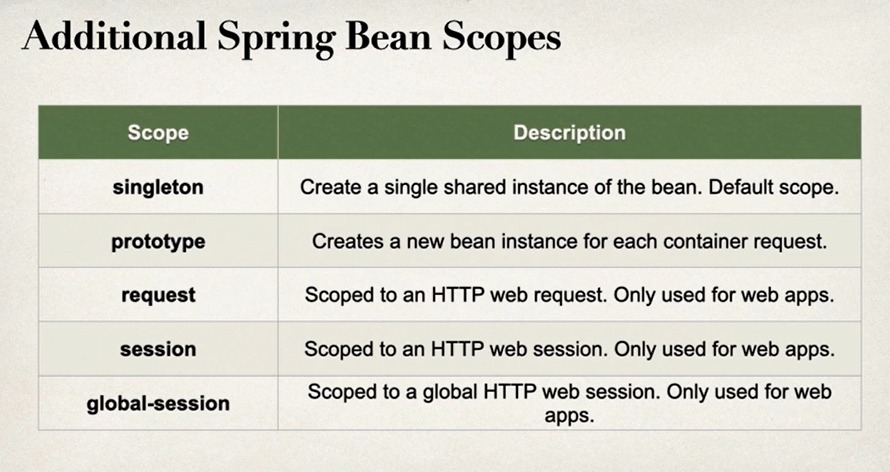 Additional Spring Bean Scopes
Scope Description
singleton Create a single shared instance of the bean. Default scope.
prototype Creates a new bean instance for each container request.
request Scoped to an HTTP web request. Only used for web apps.
session Scoped to an HTTP web session. Only used for web apps.
global-session Scoped to a global HTTP web session. Only used for web
apps.